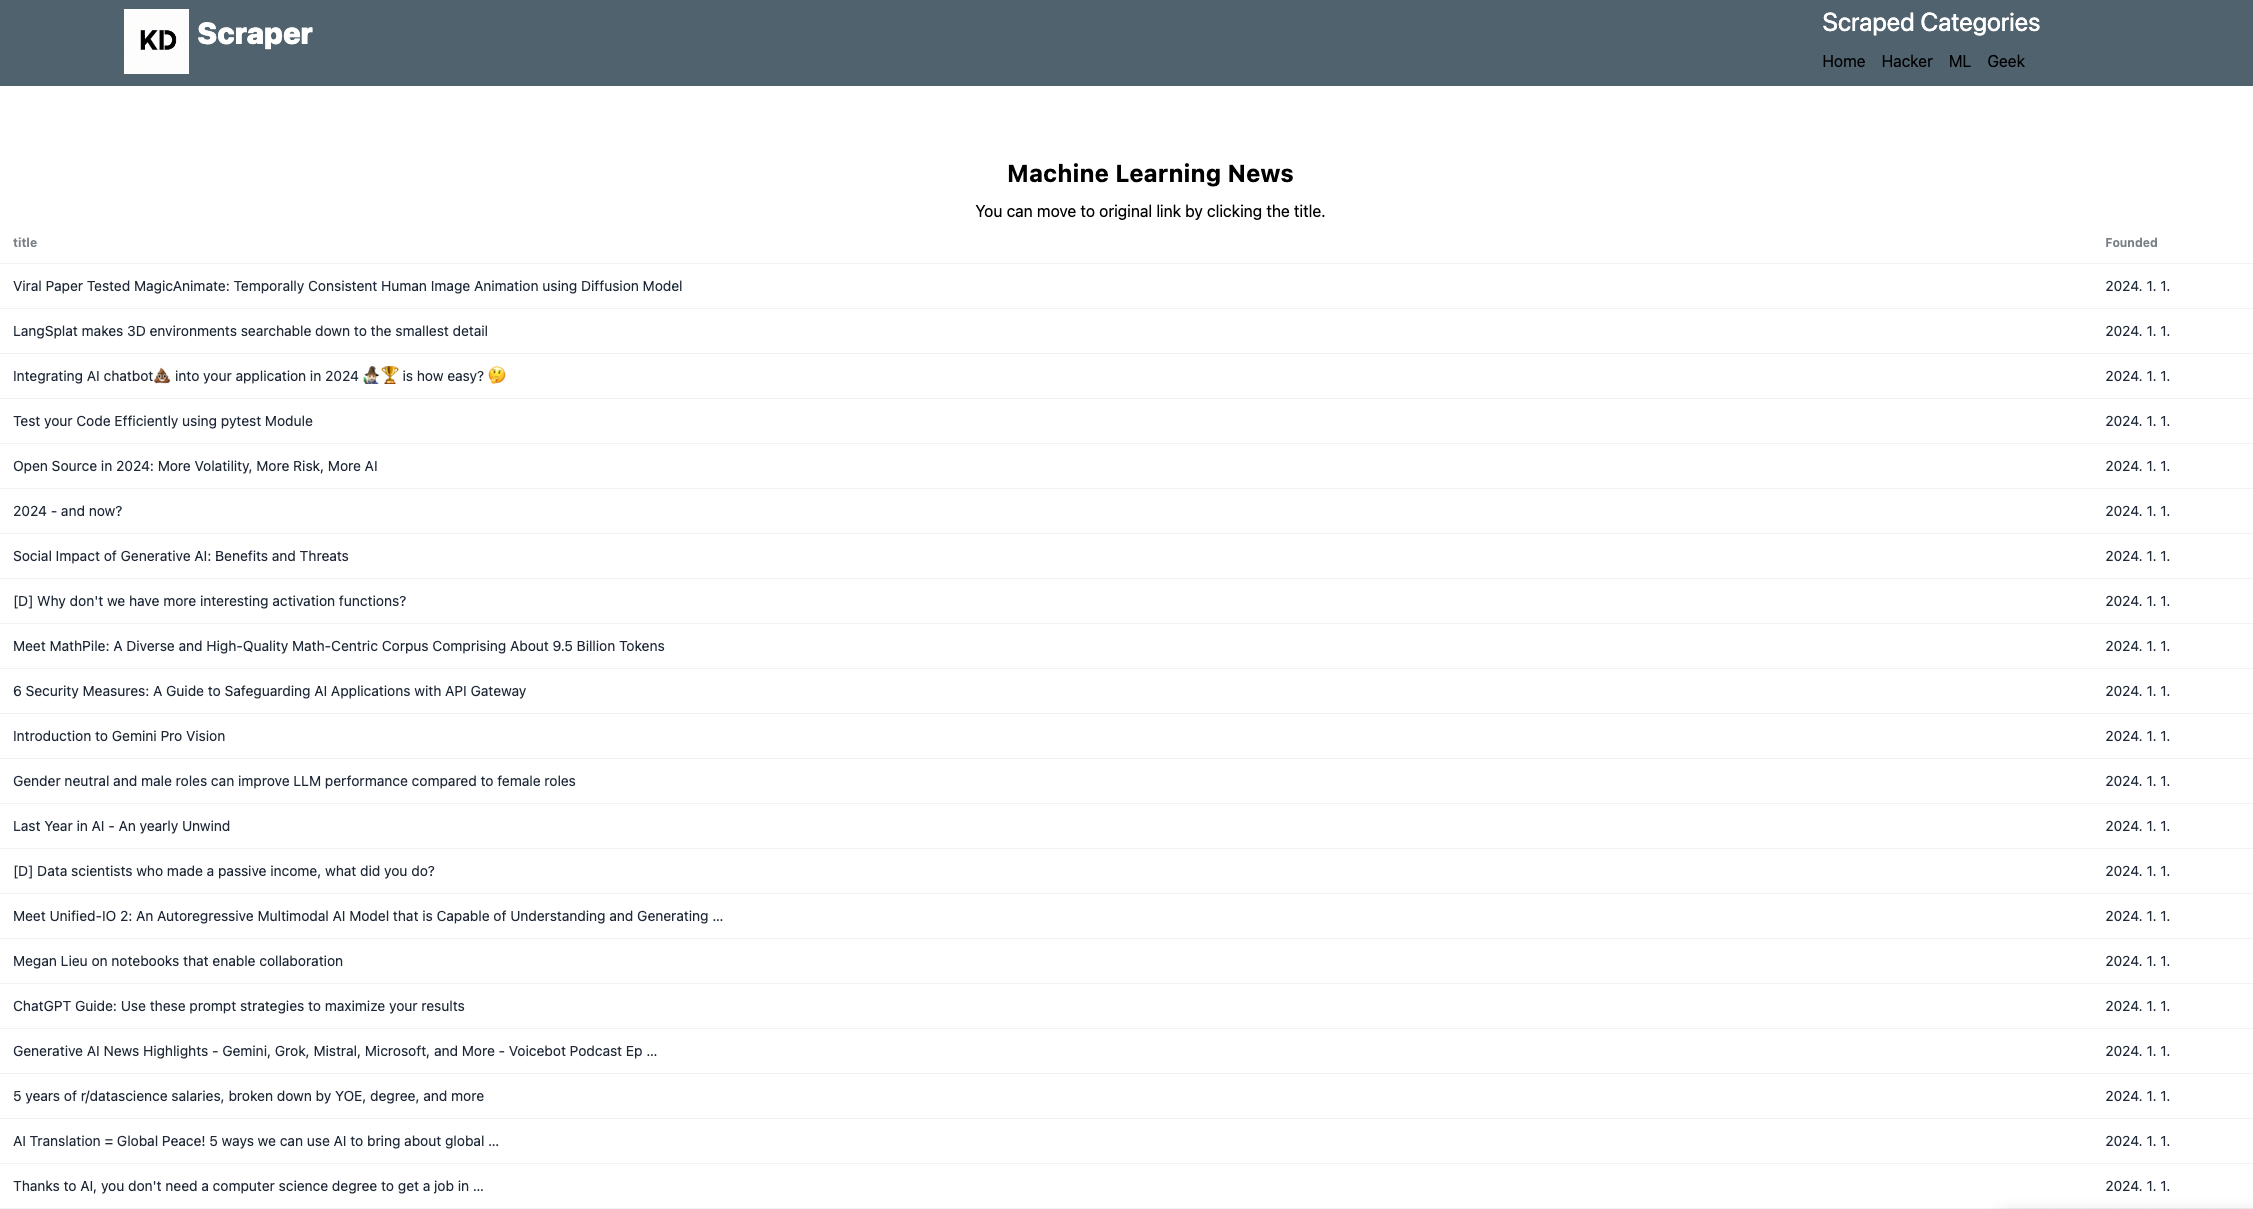 KD Scraper
Scraped Categories
Home Hacker ML Geek
Machine Learning News
You can move to original link by clicking the title.
title Founded
Viral Paper Tested MagicAnimate: Temporally Consistent Human Image Animation using Diffusion Model 2024. 1. 1.
LangSplat makes 3D environments searchable down to the smallest detail 2024. 1. 1.
Integrating AI chatbot💩 into your application in 2024 🧙🏻‍♂️🏆 is how easy? 🤔 2024. 1. 1.
Test your Code Efficiently using pytest Module 2024. 1. 1.
Open Source in 2024: More Volatility, More Risk, More AI 2024. 1. 1.
2024 - and now? 2024. 1. 1.
Social Impact of Generative AI: Benefits and Threats 2024. 1. 1.
[D] Why don't we have more interesting activation functions? 2024. 1. 1.
Meet MathPile: A Diverse and High-Quality Math-Centric Corpus Comprising About 9.5 Billion Tokens 2024. 1. 1.
6 Security Measures: A Guide to Safeguarding AI Applications with API Gateway 2024. 1. 1.
Introduction to Gemini Pro Vision 2024. 1. 1.
Gender neutral and male roles can improve LLM performance compared to female roles 2024. 1. 1.
Last Year in AI - An yearly Unwind 2024. 1. 1.
[D] Data scientists who made a passive income, what did you do? 2024. 1. 1.
Meet Unified-IO 2: An Autoregressive Multimodal AI Model that is Capable of Understanding and Generating ... 2024. 1. 1.
Megan Lieu on notebooks that enable collaboration 2024. 1. 1.
ChatGPT Guide: Use these prompt strategies to maximize your results 2024. 1. 1.
Generative AI News Highlights - Gemini, Grok, Mistral, Microsoft, and More - Voicebot Podcast Ep ... 2024. 1. 1.
5 years of r/datascience salaries, broken down by YOE, degree, and more 2024. 1. 1.
AI Translation = Global Peace! 5 ways we can use AI to bring about global ... 2024. 1. 1.
Thanks to AI, you don't need a computer science degree to get a job in ... 2024. 1. 1.